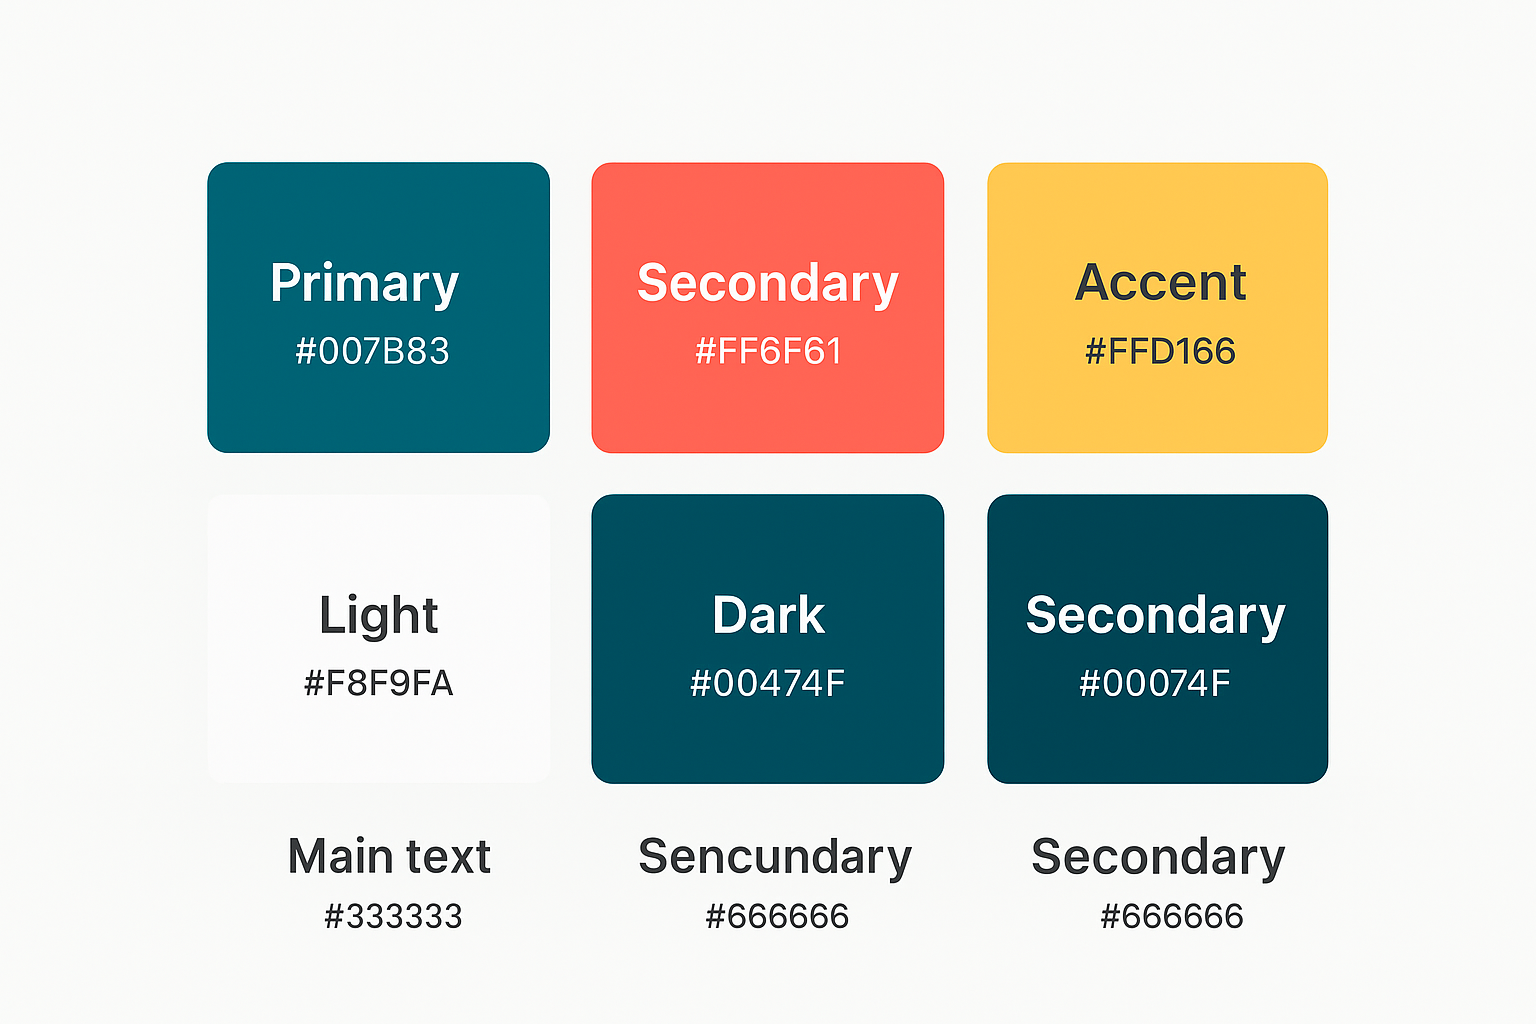 Primary
#007B83
Secondary
#FF6F61
Accent
#FFD166
Light
#F8F9FA
Dark
#00474F
Secondary
#00074F
Main text
#333333
Sencundary
#666666
Secondary
#666666